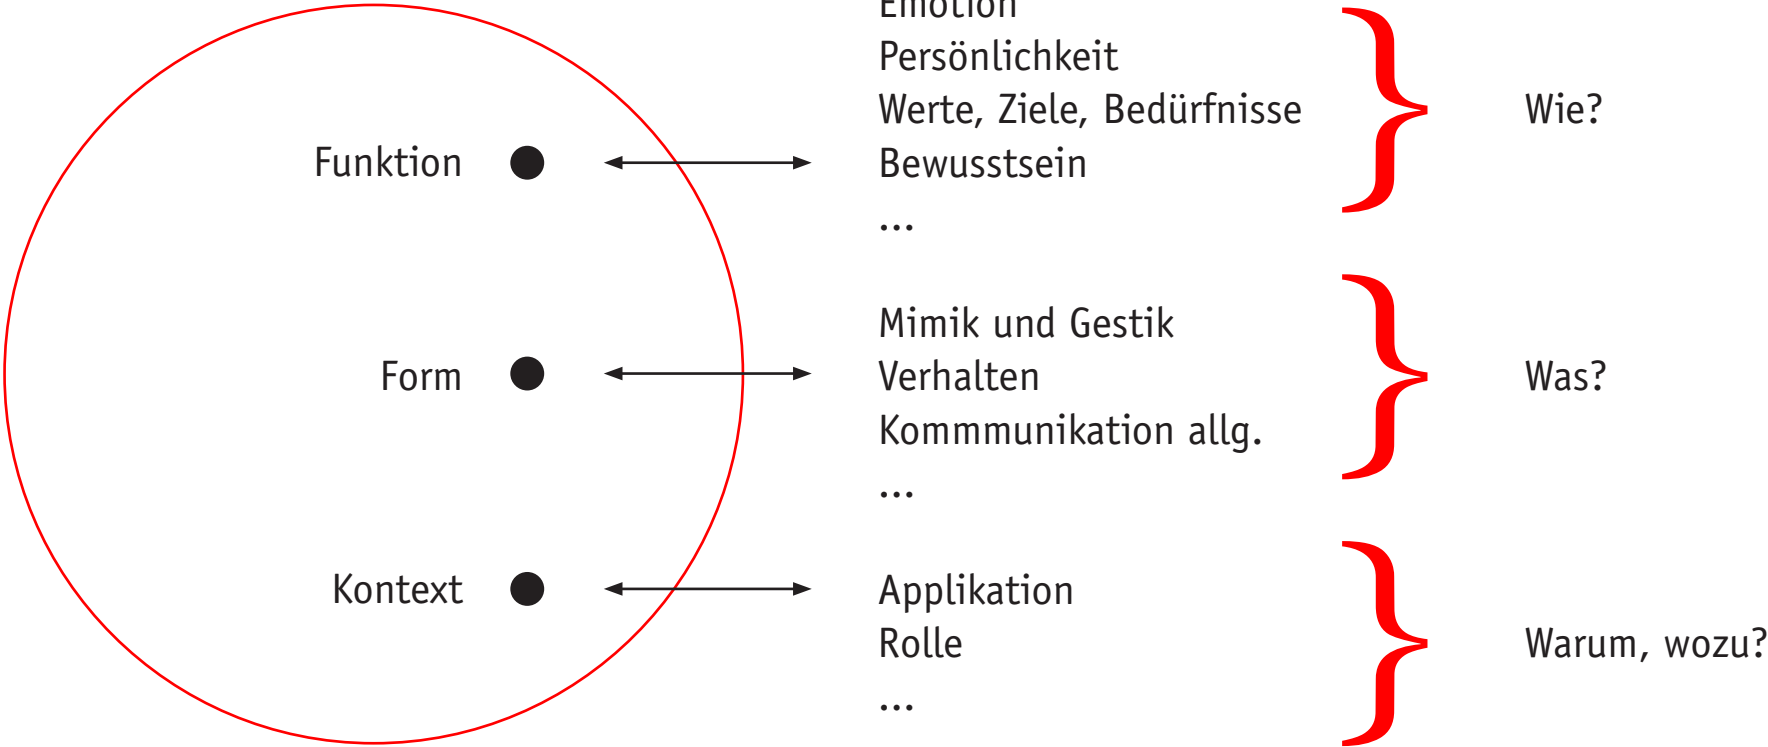 Emotion
Persönlichkeit
Werte, Ziele, Bedürfnisse
Wie?
Funktion
Bewusstsein
...
Mimik und Gestik
Form
Verhalten
Was?
Kommmunikation allg.
...
Kontext
Applikation
Rolle
Warum, wozu?
...